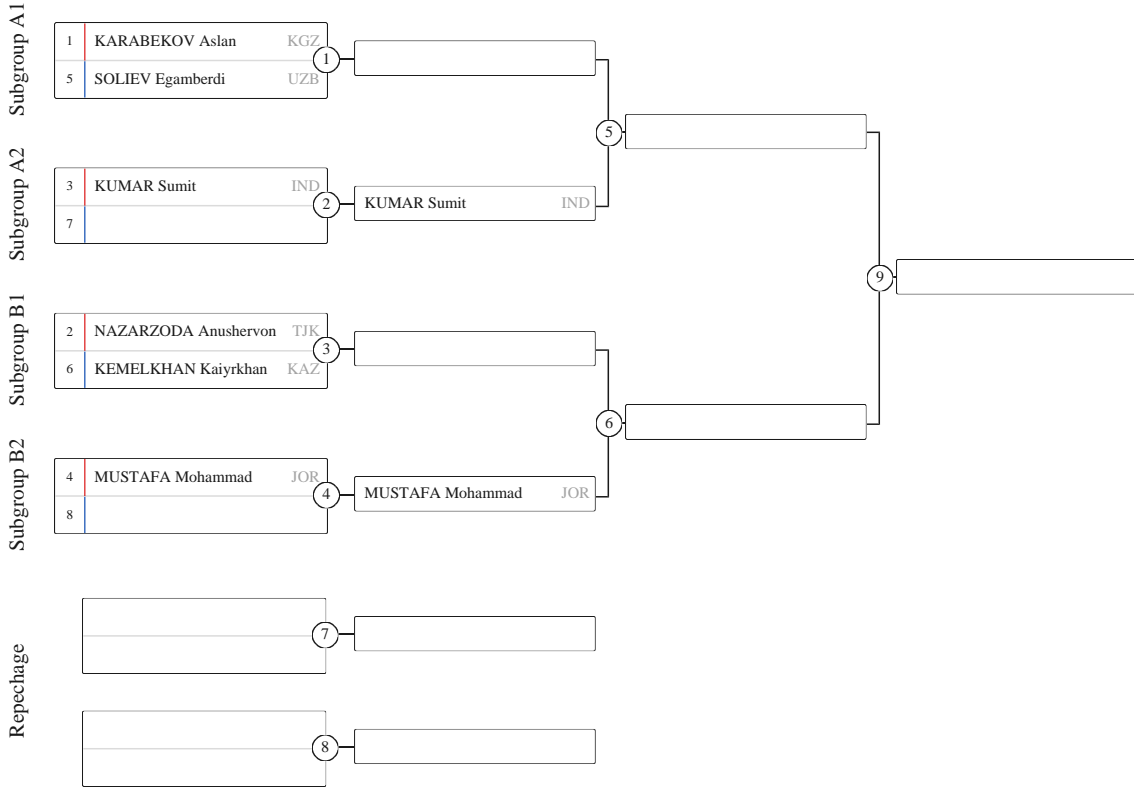 Subgroup A1
1 KARABEKOV Aslan KGZ
5 SOLIEV Egamberdi UZB
1
5
Subgroup A2
3 KUMAR Sumit IND
7
2
KUMAR Sumit IND
9
Subgroup B1
2 NAZARZODA Anushervon TJK
6 KEMELKHAN Kaiyrkhan KAZ
3
6
Subgroup B2
4 MUSTAFA Mohammad JOR
8
4
MUSTAFA Mohammad JOR
Repechage
7
8